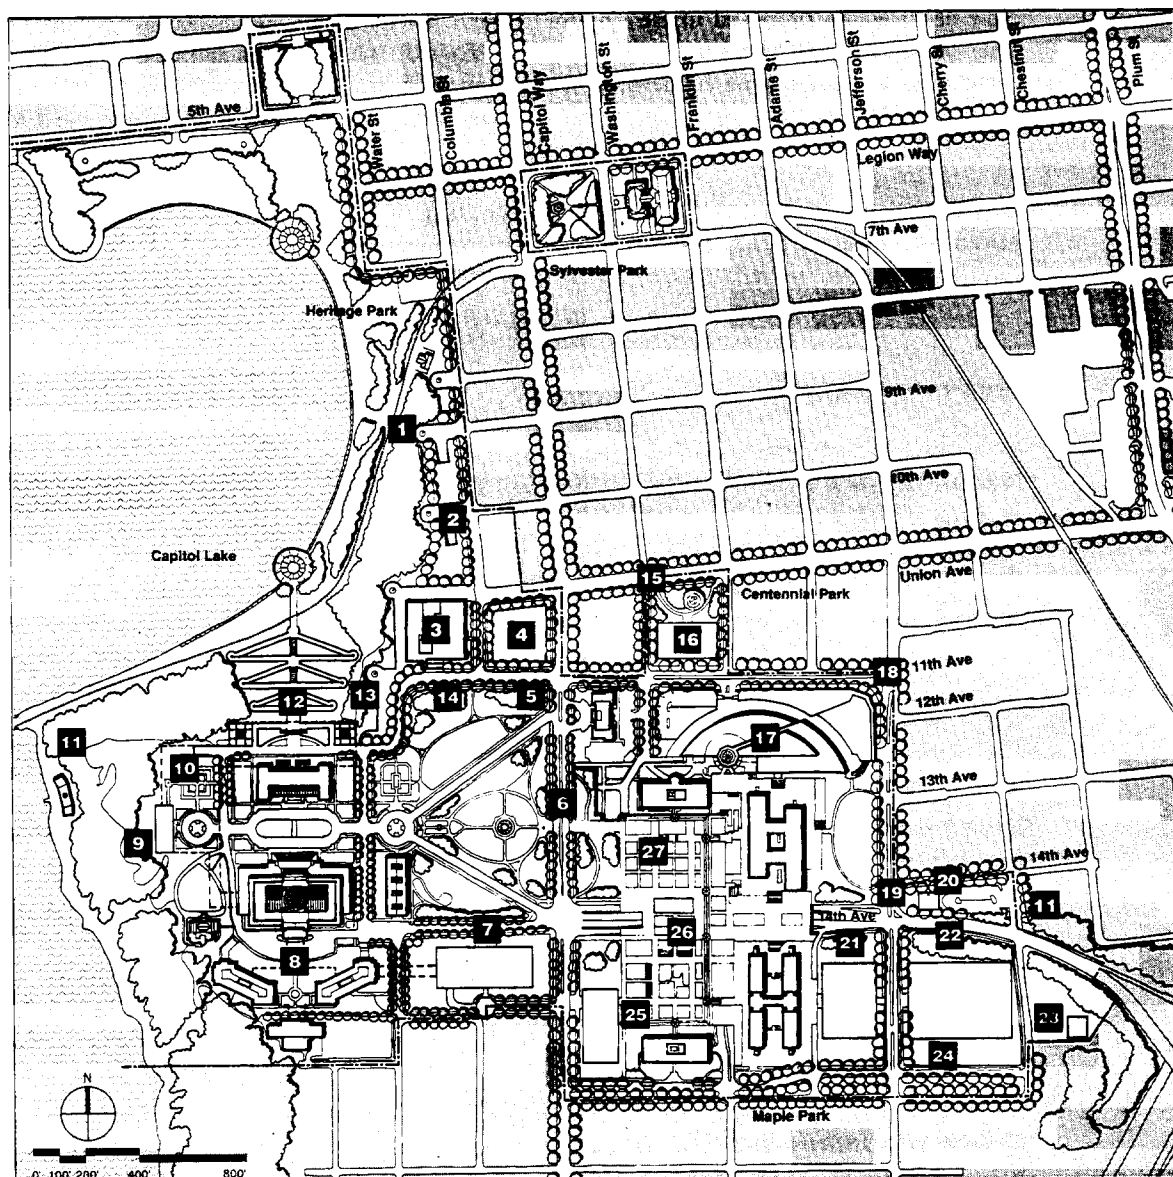 5th Ave
Water St
Columbia St
Capitol Way
Washington St
Franklin St
Adams St
Jefferson St
Cherry St
Chestnut St
Plum St
Legion Way
7th Ave
Sylvester Park
Heritage Park
9th Ave
1
10th Ave
2
Capitol Lake
Union Ave
15
Centennial Park
3
4
16
11th Ave
18
12th Ave
13
14
5
12
17
11
10
13th Ave
6
9
27
14th Ave
20
19
11
14th Ave
7
26
21
22
8
25
23
24
N
Maple Park
0' 100' 200' 400' 800'